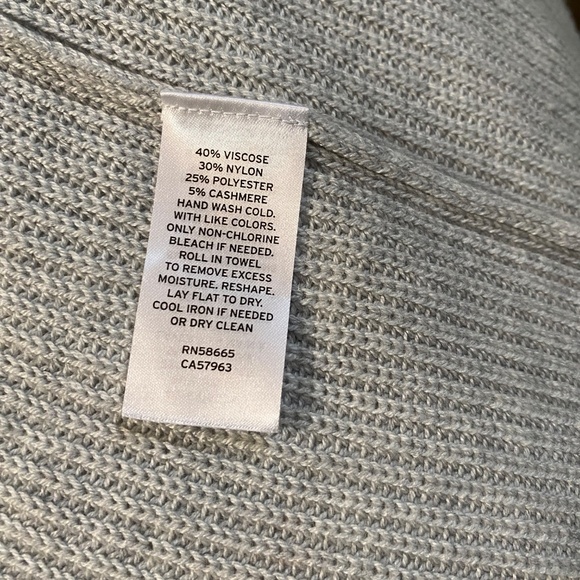 40% VISCOSE
30% NYLON
25% POLYESTER
5% CASHMERE
HAND WASH COLD.
WITH LIKE COLORS.
ONLY NON-CHLORINE
BLEACH IF NEEDED.
ROLL IN TOWEL
TO REMOVE EXCESS
MOISTURE. RESHAPE.
LAY FLAT TO DRY.
COOL IRON IF NEEDED
OR DRY CLEAN
RN58665
CA57963